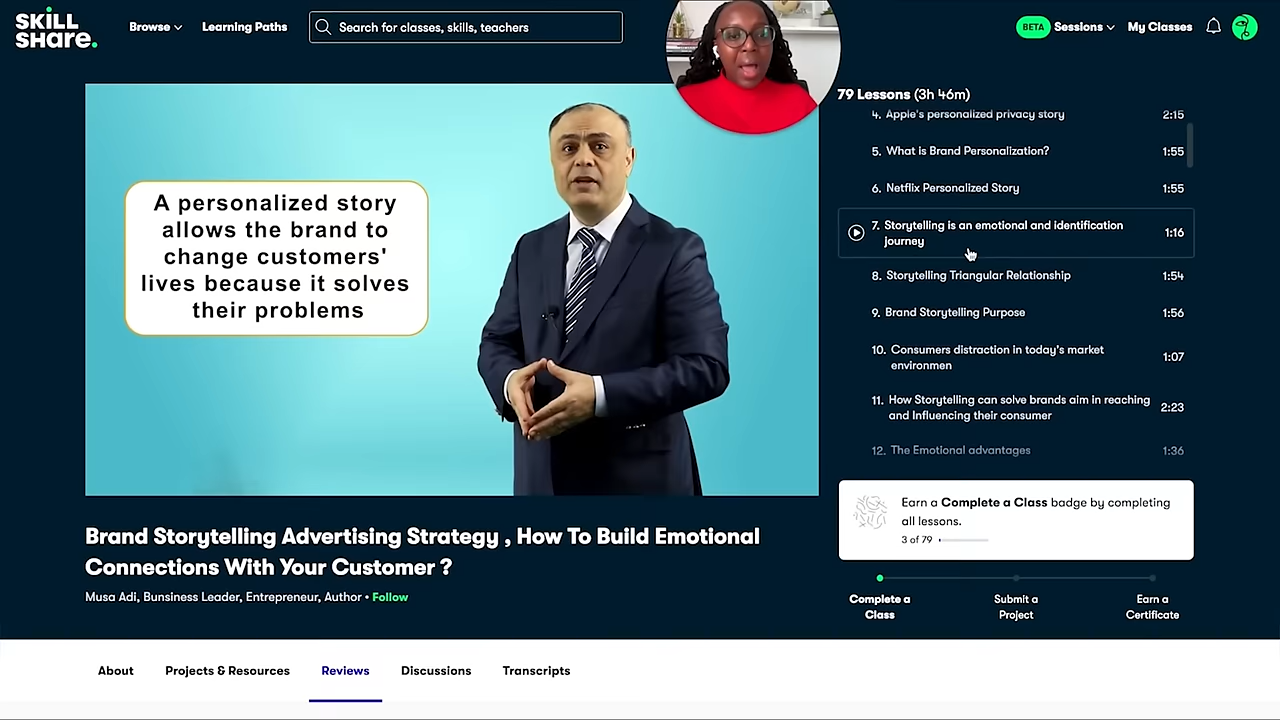 SKILL
SHARE.
Browse
Learning Paths
Search for classes, skills, teachers
BETA
Sessions
My Classes
A personalized story
allows the brand to
change customers'
lives because it solves
their problems
79 Lessons (3h 46m)
4. Apple's personalized privacy story 2:15
5. What is Brand Personalization? 1:55
6. Netflix Personalized Story 1:55
7. Storytelling is an emotional and identification
journey 1:16
8. Storytelling Triangular Relationship 1:54
9. Brand Storytelling Purpose 1:56
10. Consumers distraction in today's market
environmen 1:07
11. How Storytelling can solve brands aim in reaching
and Influencing their consumer 2:23
12. The Emotional advantages 1:36
Earn a Complete a Class badge by completing
all lessons.
3 of 79
Complete a
Class
Submit a
Project
Earn a
Certificate
Brand Storytelling Advertising Strategy , How To Build Emotional
Connections With Your Customer ?
Musa Adi, Bunsiness Leader, Entrepreneur, Author • Follow
About
Projects & Resources
Reviews
Discussions
Transcripts